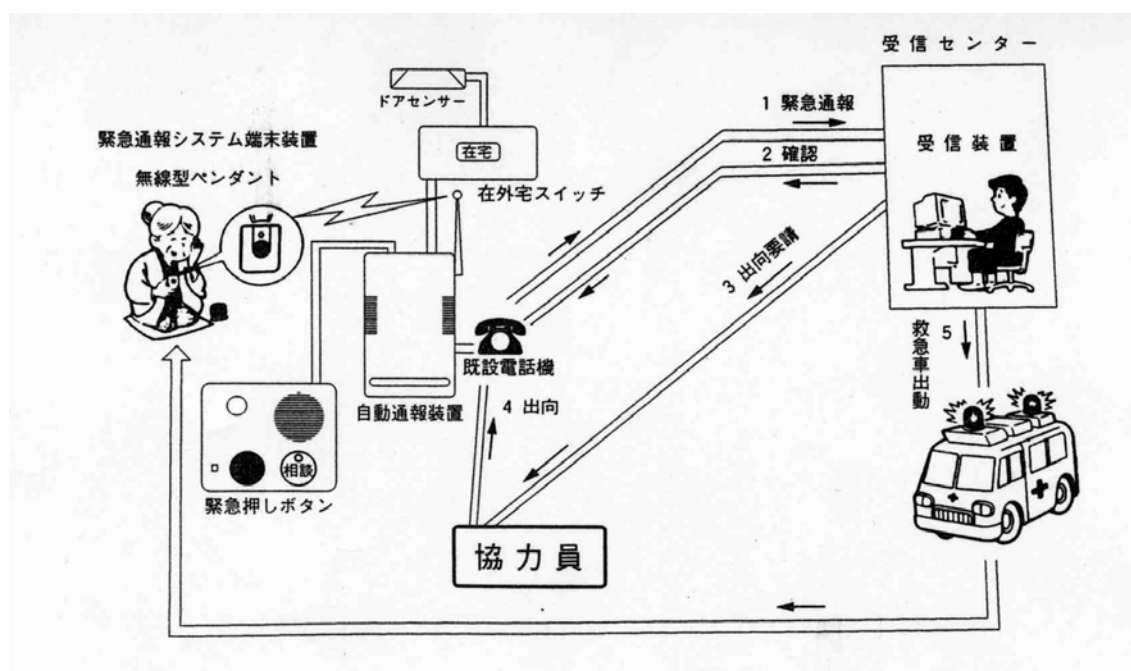 受信センター
ドアセンサー
1 緊急通報
緊急通報システム端末装置
在宅
2 確認
受信装置
無線型ペンダント
在外宅スイッチ
3 出向要請
既設電話機
5
救急車出動
自動通報装置
4 出向
相談
緊急押しボタン
協力員